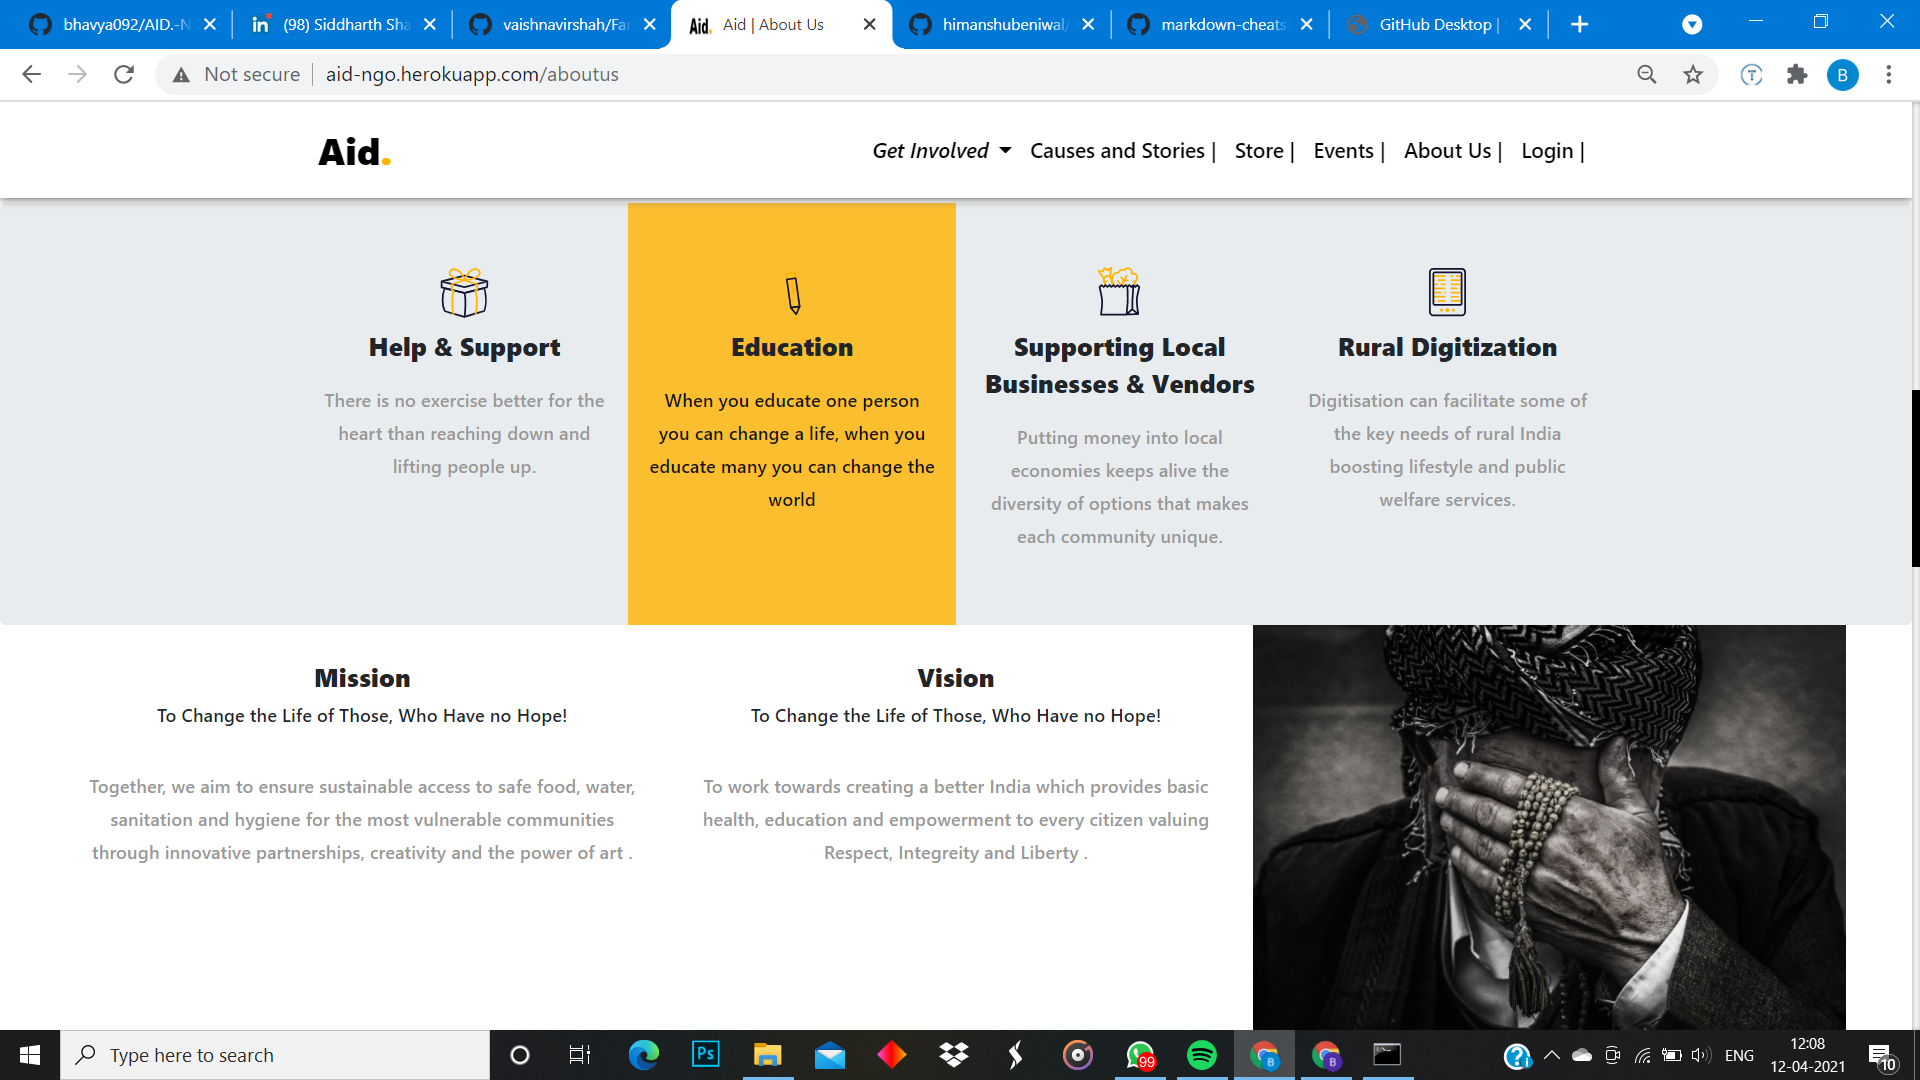 bhavya092/AID.-N
(98) Siddharth Sha
vaishnavirshah/Far
Aid. Aid | About Us
himanshubeniwal/
markdown-cheats
GitHub Desktop |
Not secure
aid-ngo.herokuapp.com/aboutus
B
Aid.
Get Involved
Causes and Stories |
Store |
Events |
About Us |
Login |
Help & Support
There is no exercise better for the
heart than reaching down and
lifting people up.
Education
When you educate one person
you can change a life, when you
educate many you can change the
world
Supporting Local
Businesses & Vendors
Putting money into local
economies keeps alive the
diversity of options that makes
each community unique.
Rural Digitization
Digitisation can facilitate some of
the key needs of rural India
boosting lifestyle and public
welfare services.
Mission
To Change the Life of Those, Who Have no Hope!
Together, we aim to ensure sustainable access to safe food, water,
sanitation and hygiene for the most vulnerable communities
through innovative partnerships, creativity and the power of art .
Vision
To Change the Life of Those, Who Have no Hope!
To work towards creating a better India which provides basic
health, education and empowerment to every citizen valuing
Respect, Integreity and Liberty .
Type here to search
Ps
99
B
B
ENG
12:08
12-04-2021
10